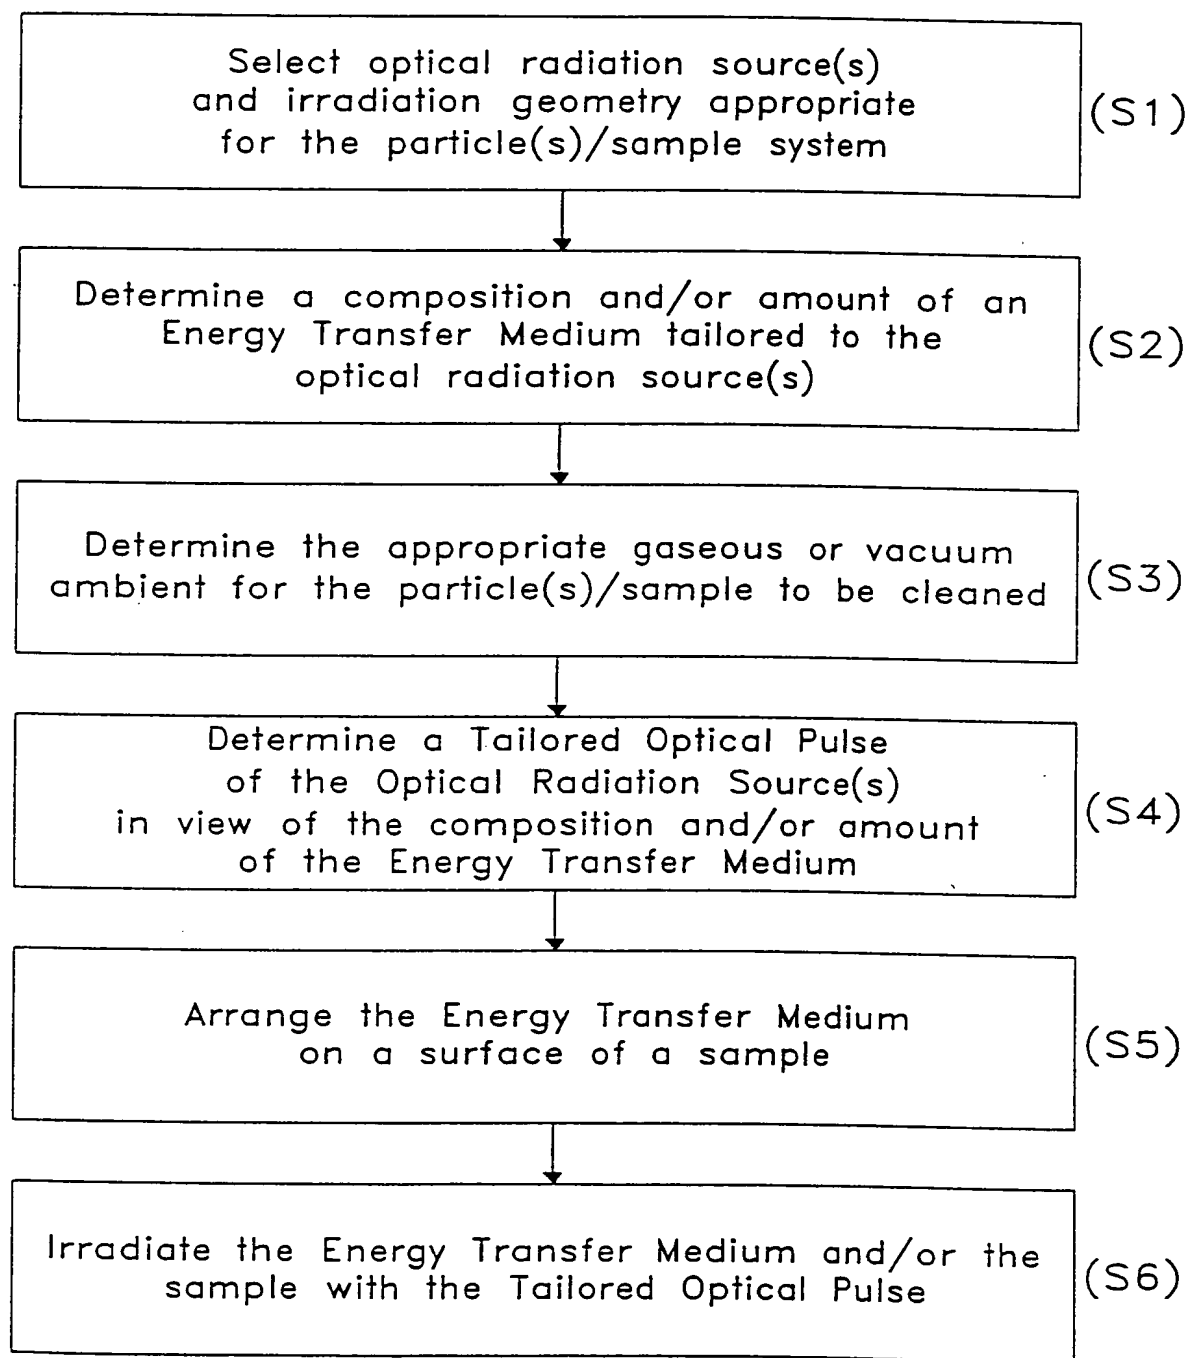 Select optical radiation source(s)
and irradiation geometry appropriate
for the particle(s)/sample system
(S1)
Determine a composition and/or amount of an
Energy Transfer Medium tailored to the
optical radiation source(s)
(S2)
Determine the appropriate gaseous or vacuum
ambient for the particle(s)/sample to be cleaned
(S3)
Determine a Tailored Optical Pulse
of the Optical Radiation Source(s)
in view of the composition and/or amount
of the Energy Transfer Medium
(S4)
Arrange the Energy Transfer Medium
on a surface of a sample
(S5)
Irradiate the Energy Transfer Medium and/or the
sample with the Tailored Optical Pulse
(S6)